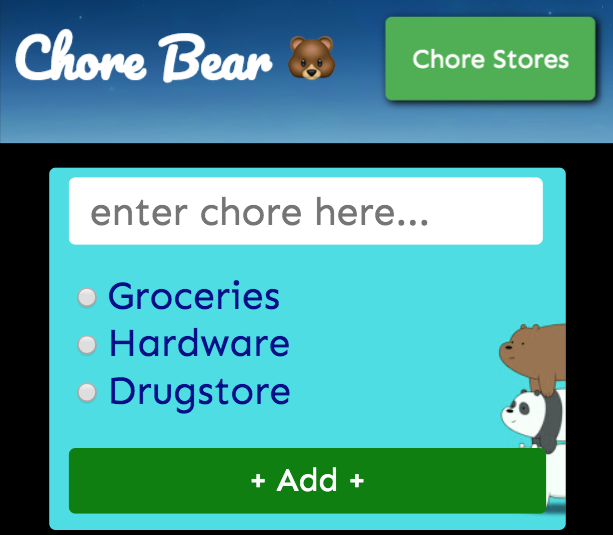 Chore Bear
Chore Stores
enter chore here...
Groceries
Hardware
Drugstore
+ Add +